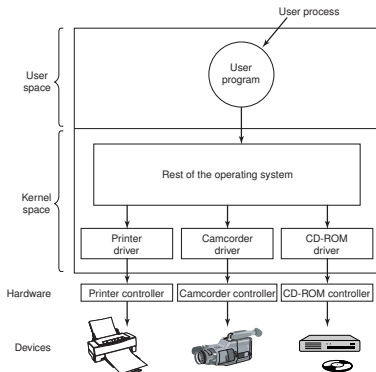 User process
User
space
User
program
Kernel
space
Rest of the operating system
Printer
driver
Camcorder
driver
CD-ROM
driver
Hardware
Printer controller
Camcorder controller
CD-ROM controller
Devices